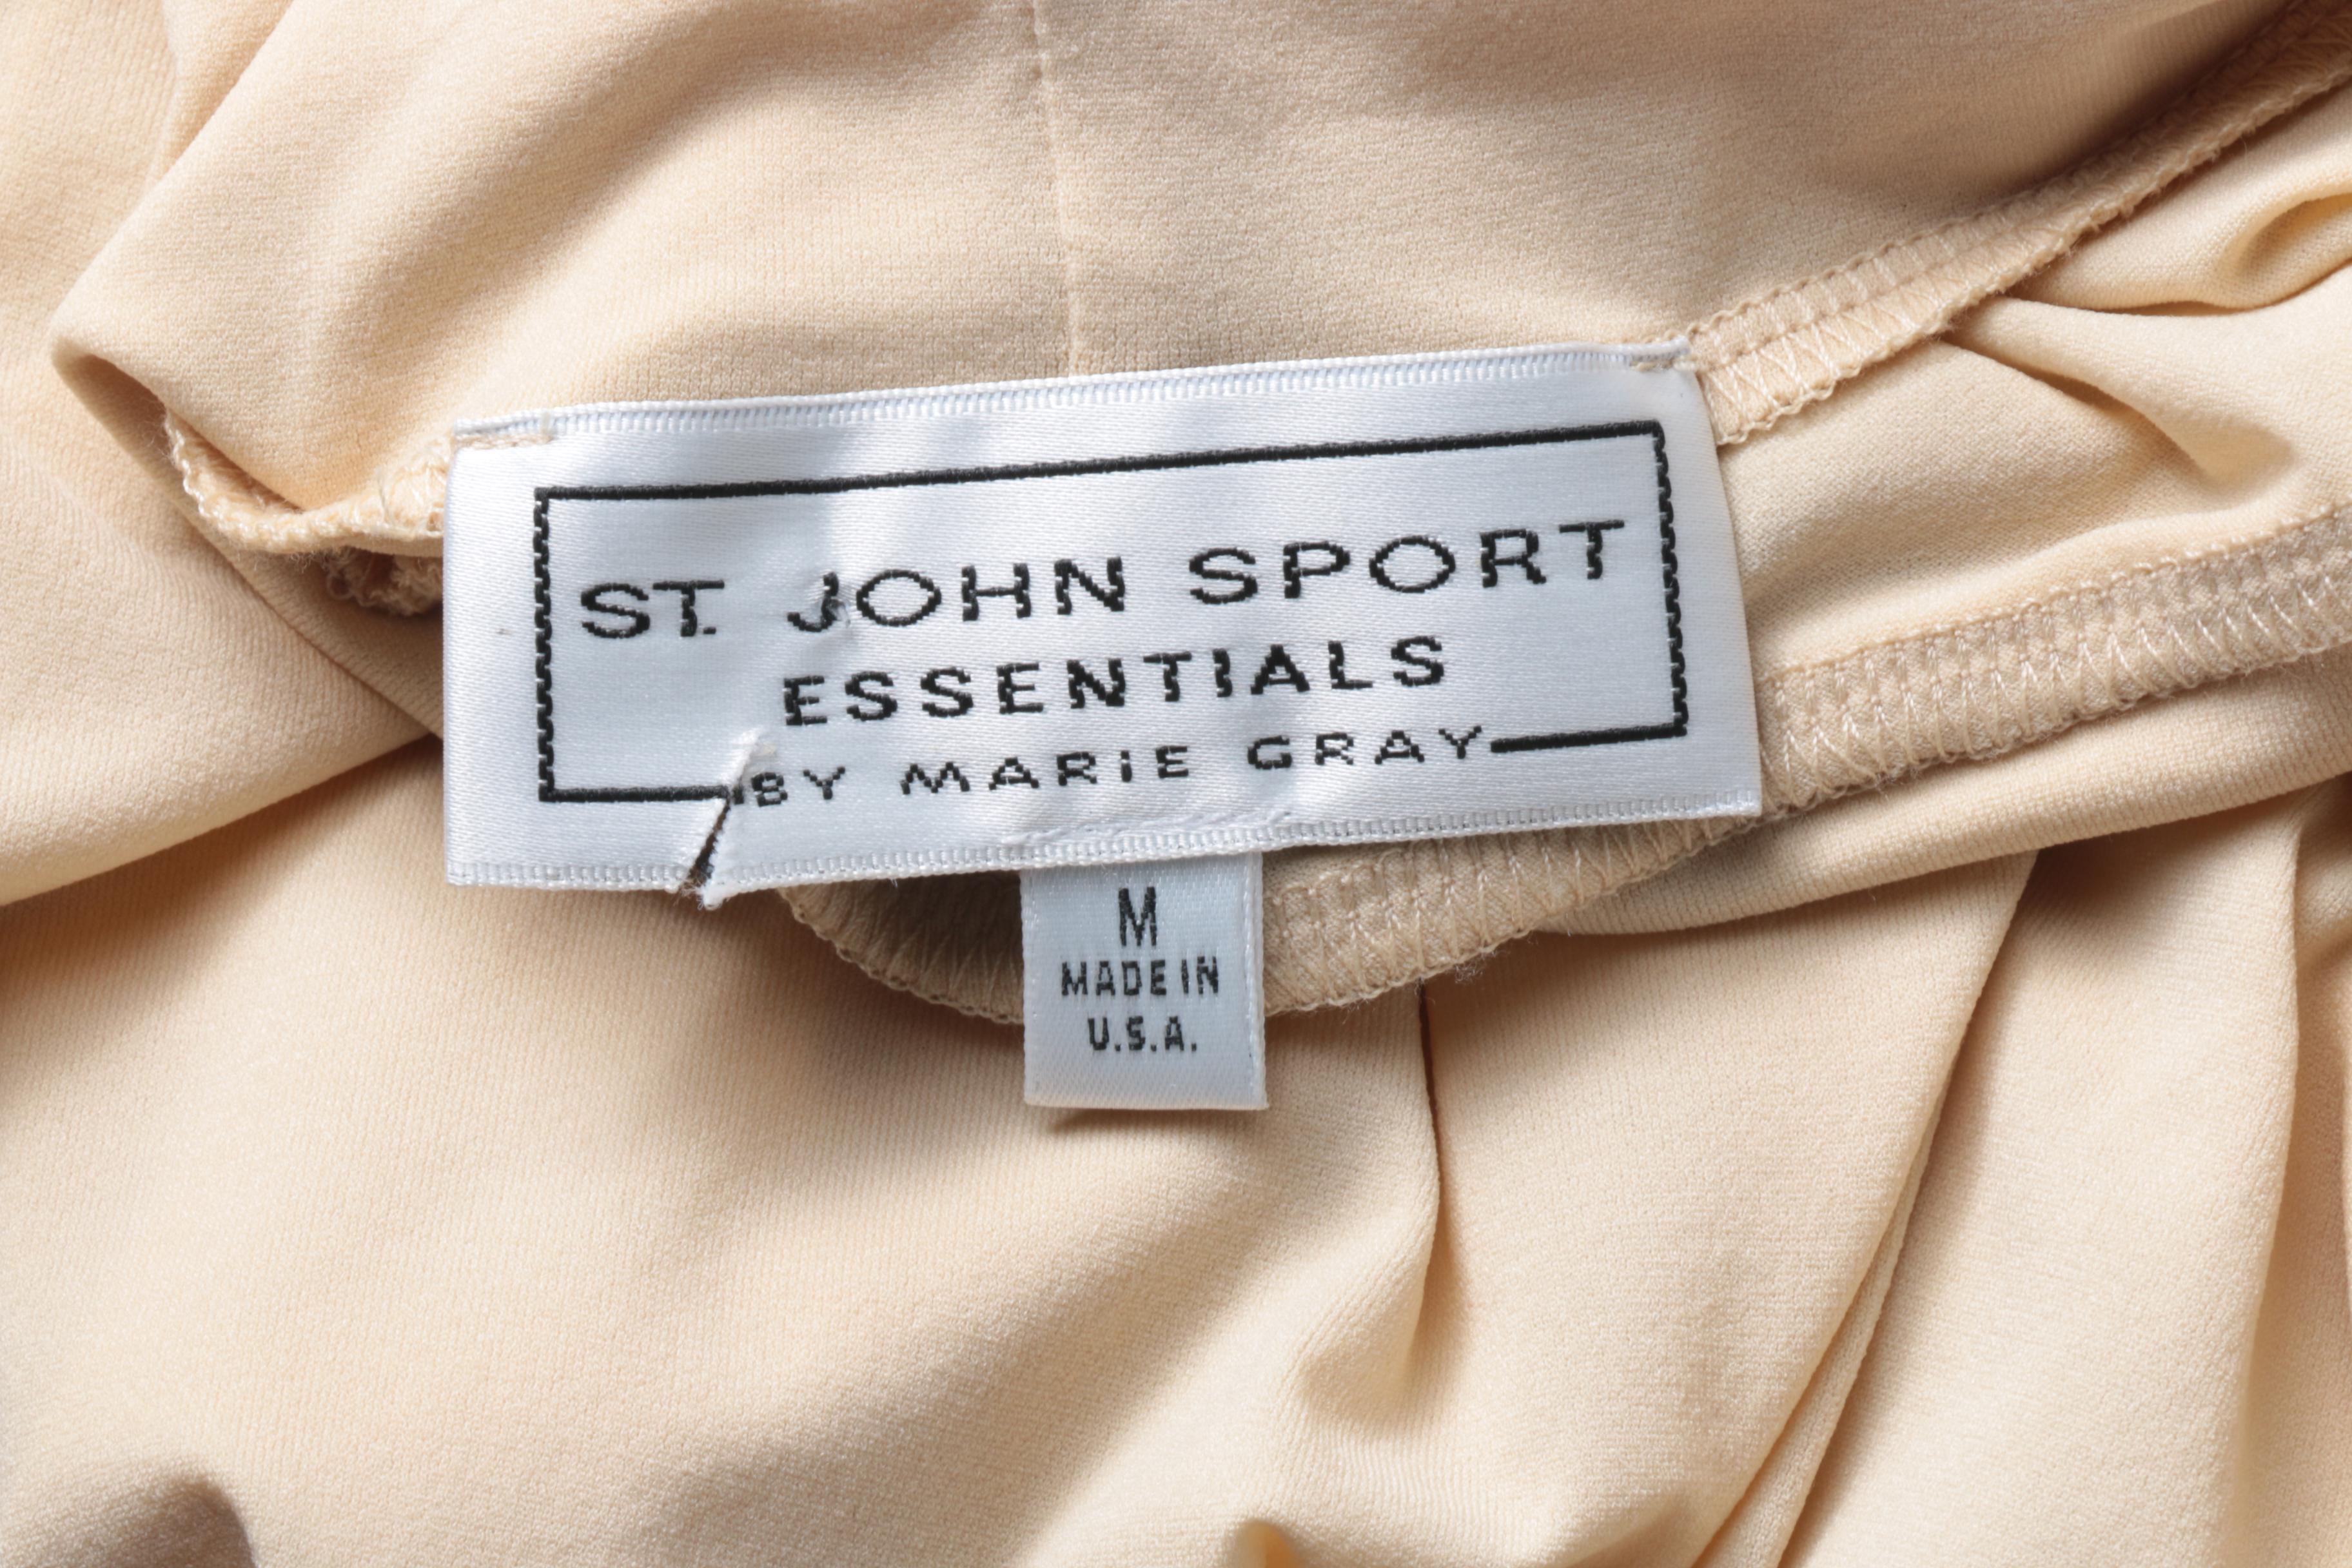 ST. JOHN SPORT
ESSENTIALS
BY MARIE GRAY
M
MADE IN
U.S.A.